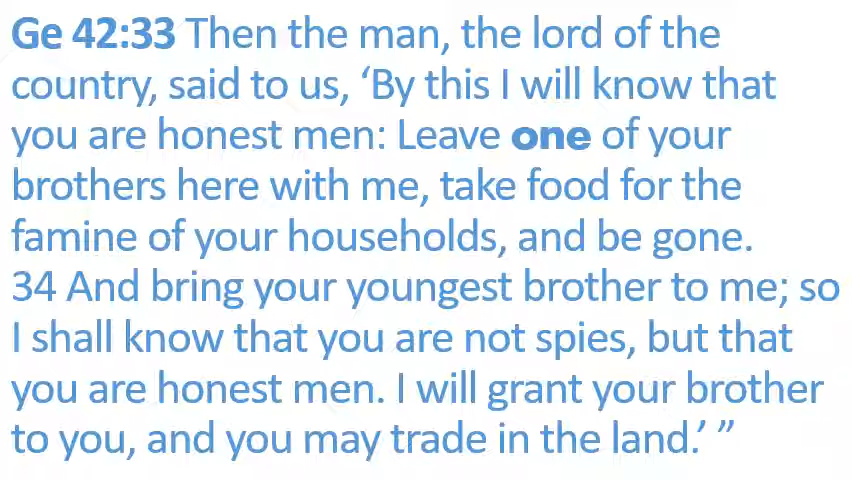 Ge 42:33 Then the man, the lord of the
country, said to us, ‘By this I will know that
you are honest men: Leave one of your
brothers here with me, take food for the
famine of your households, and be gone.
34 And bring your youngest brother to me; so
I shall know that you are not spies, but that
you are honest men. I will grant your brother
to you, and you may trade in the land.’ ”